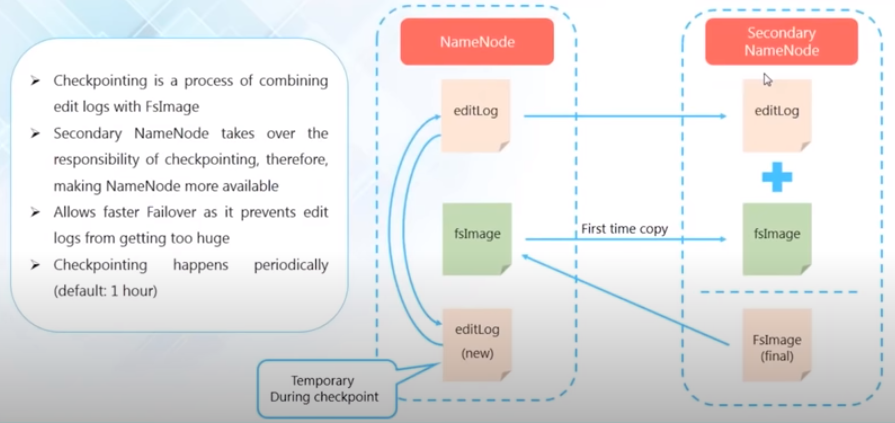 Checkpointing is a process of combining
edit logs with FsImage
Secondary NameNode takes over the
responsibility of checkpointing, therefore,
making NameNode more available
Allows faster Failover as it prevents edit
logs from getting too huge
Checkpointing happens periodically
(default: 1 hour)
NameNode
editLog
fsImage
editLog
(new)
Temporary
During checkpoint
First time copy
Secondary
NameNode
editLog
fsImage
FsImage
(final)